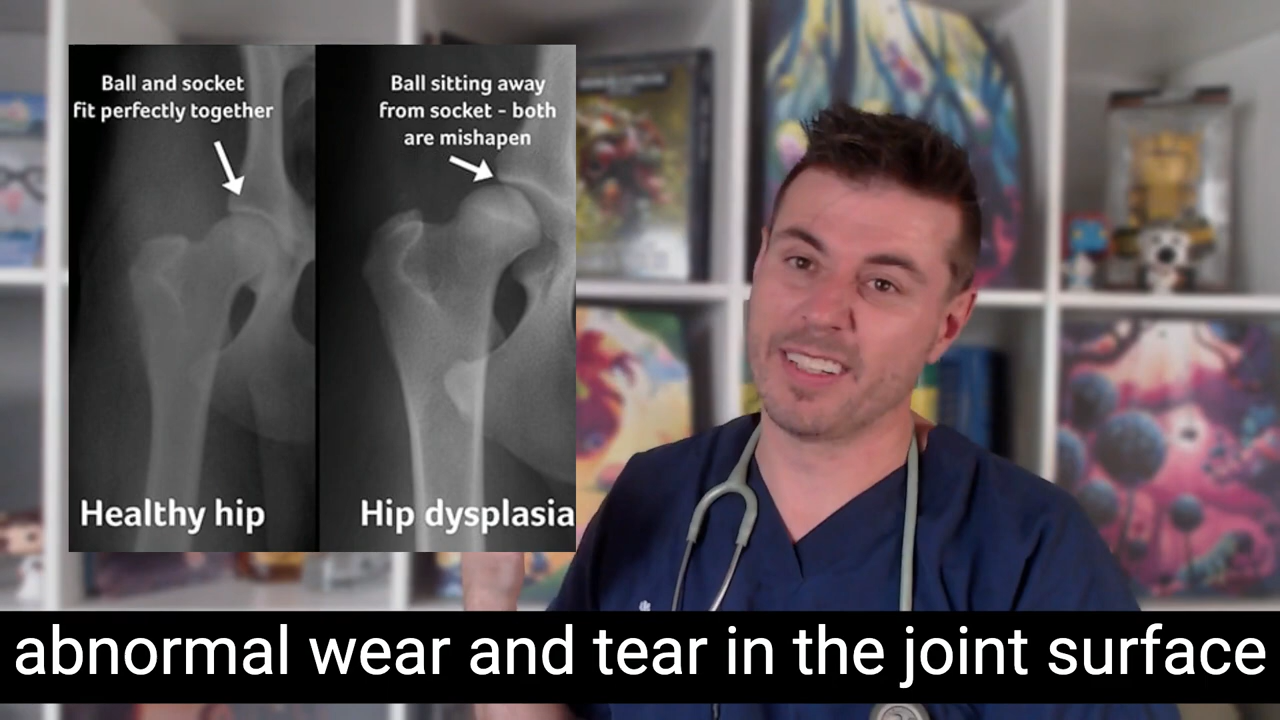 Ball and socket
fit perfectly together
Ball sitting away
from socket - both
are mishapen
Healthy hip
Hip dysplasia
abnormal wear and tear in the joint surface